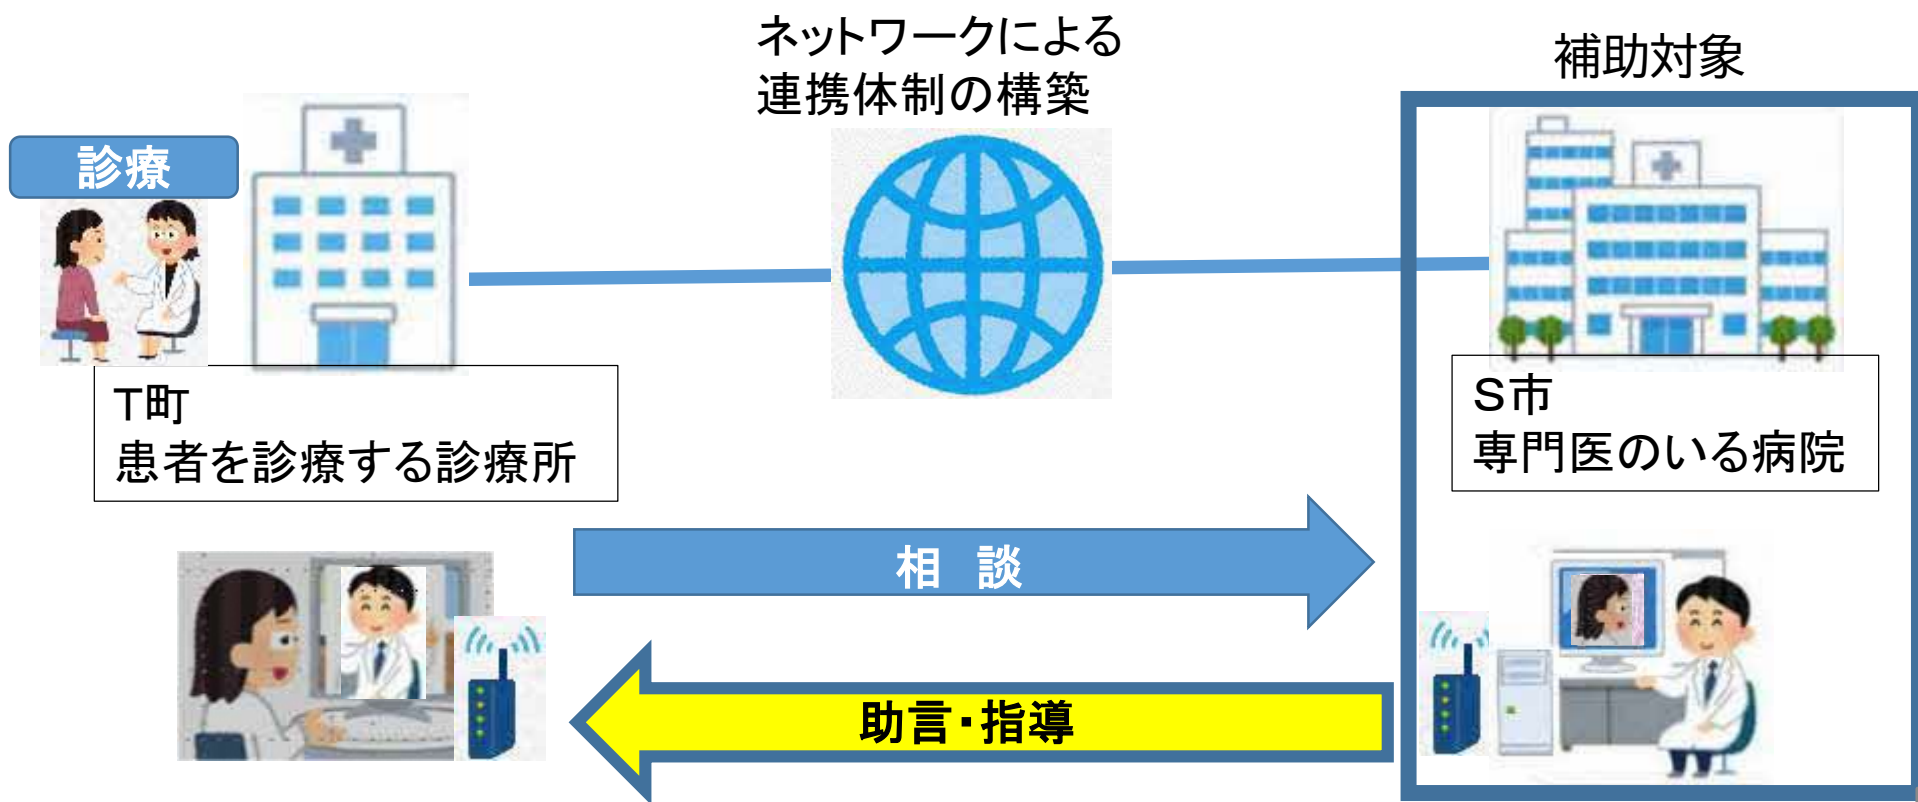 ネットワークによる
連携体制の構築
補助対象
診療
T町
患者を診療する診療所
S市
専門医のいる病院
相　談
助言・指導